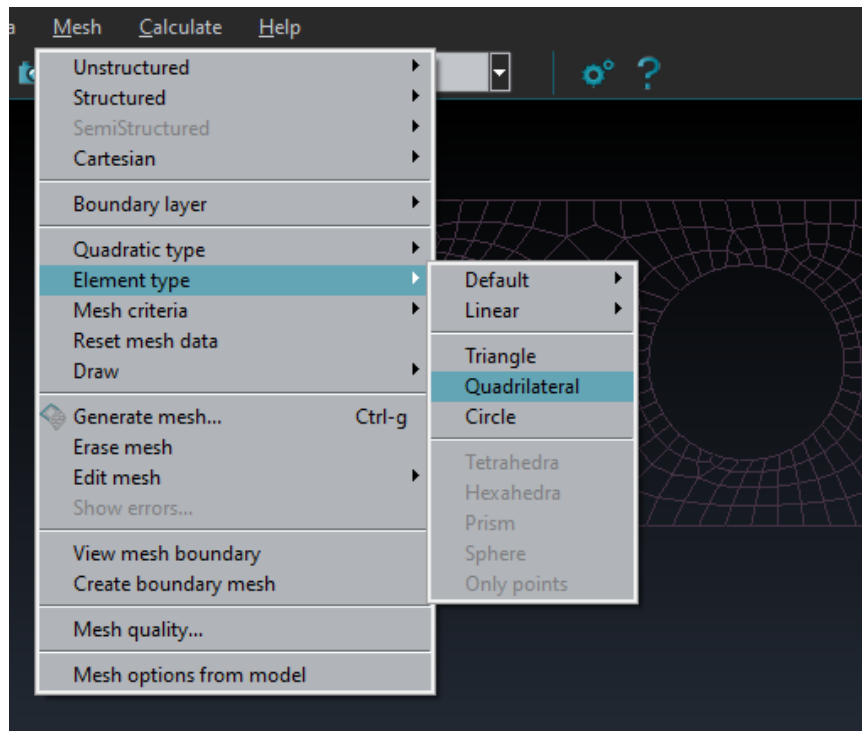 a Mesh Calculate Help
?
Unstructured
Structured
SemiStructured
Cartesian
Boundary layer
Quadratic type
Element type
Mesh criteria
Reset mesh data
Draw
Generate mesh... Ctrl-g
Erase mesh
Edit mesh
Show errors...
View mesh boundary
Create boundary mesh
Mesh quality...
Mesh options from model
Default
Linear
Triangle
Quadrilateral
Circle
Tetrahedra
Hexahedra
Prism
Sphere
Only points